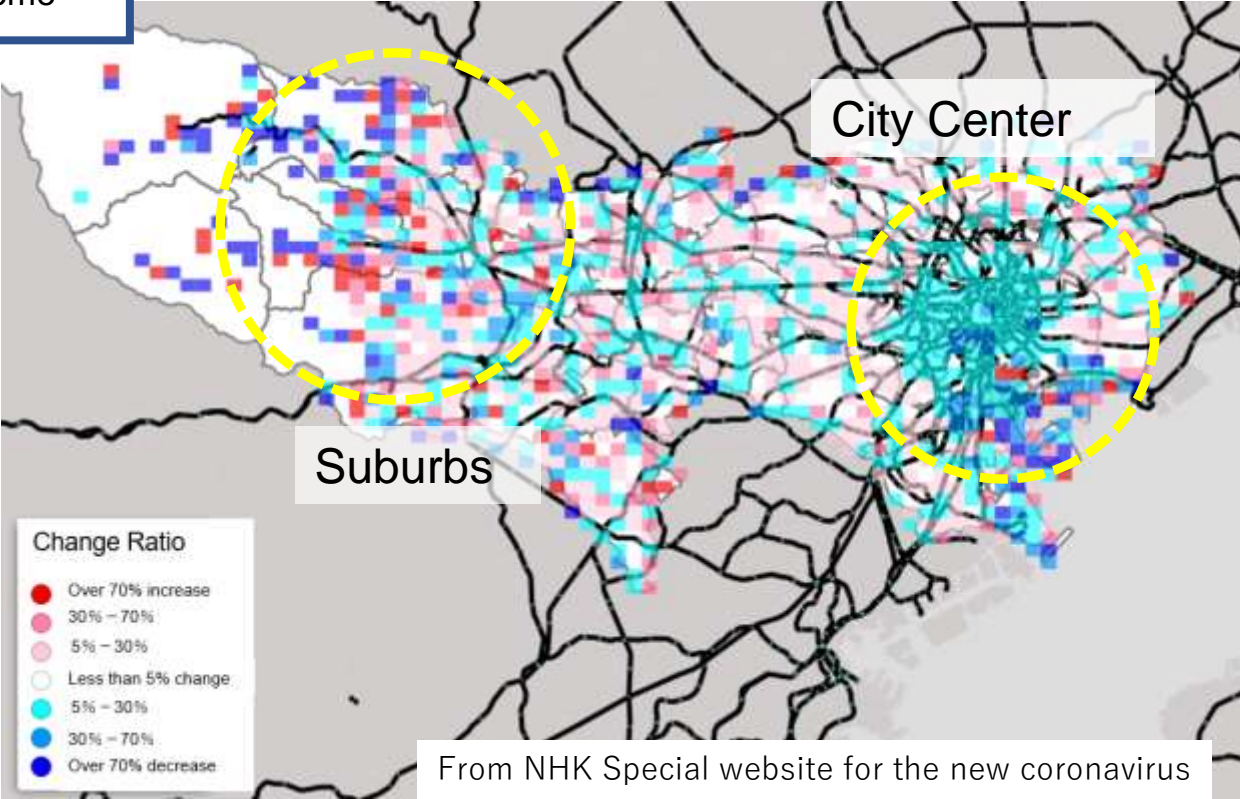 City Center
Suburbs
Change Ratio
Over 70% increase
30% – 70%
5% – 30%
Less than 5% change
5% – 30%
30% – 70%
Over 70% decrease
From NHK Special website for the new coronavirus